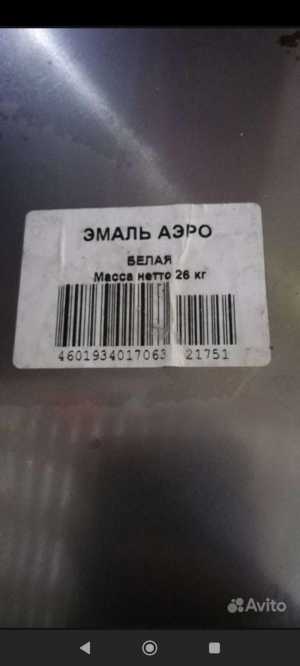 ЭМАЛЬ АЭРО
БЕЛАЯ
Масса нетто 26 кг
4601934017063 21751
Avito